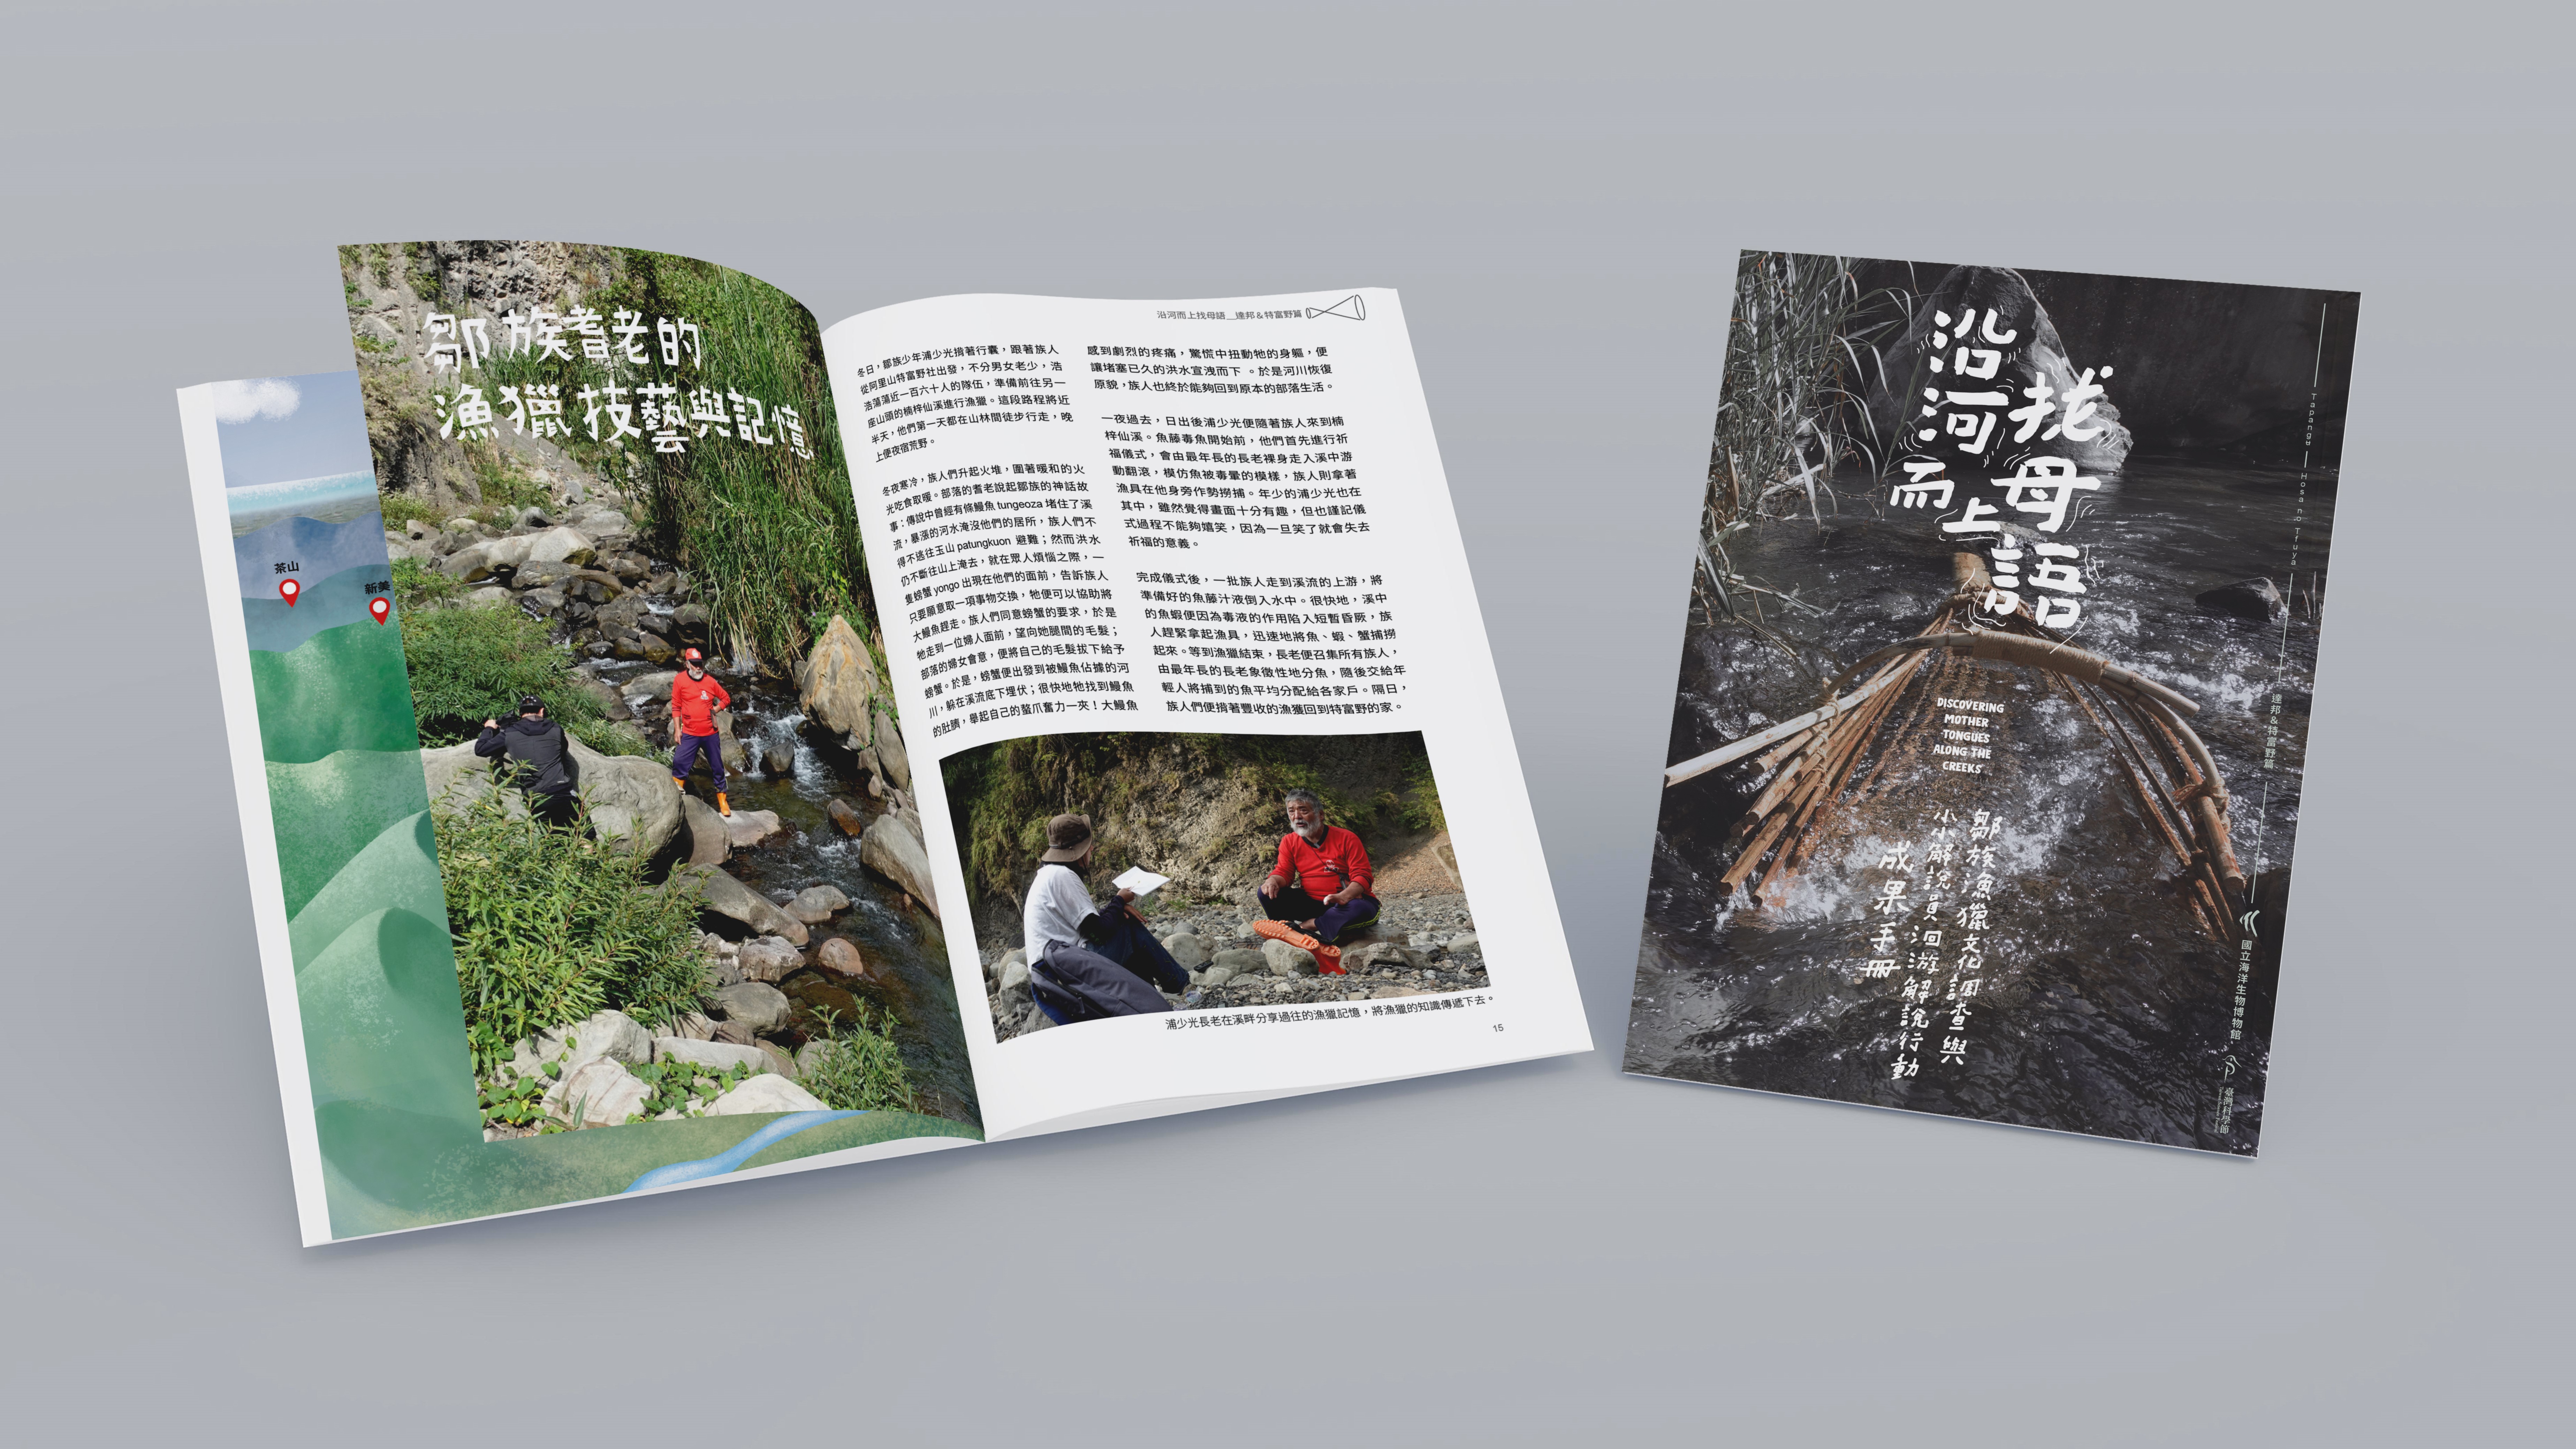 鄒族耆老的
漁獵技藝與記憶
茶山
新美
沿河而上找母語__達邦&特富野篇
冬日，鄒族少年浦少光揹著行囊，跟著族人
從阿里山特富野社出發，不分男女老少，浩
浩蕩蕩近一百六十人的隊伍，準備前往另一
座山頭的楠梓仙溪進行漁獵。這段路程將近
半天，他們第一天都在山林間徒步行走，晚
上便夜宿荒野。
冬夜寒冷，族人們升起火堆，圍著暖和的火
光吃食取暖。部落的耆老說起鄒族的神話故
事：傳說中曾經有條鰻魚 tungeoza 堵住了溪
流，暴漲的河水淹沒他們的居所，族人們不
得不逃往玉山 patungkuon 避難；然而洪水
仍不斷往山上淹去，就在眾人煩惱之際，一
隻螃蟹 yongo 出現在他們的面前，告訴族人
只要願意取一項事物交換，牠便可以協助將
大鰻魚趕走。族人們同意螃蟹的要求，於是
牠走到一位婦人面前，望向她腿間的毛髮；
部落的婦女會意，便將自己的毛髮拔下給予
螃蟹。於是，螃蟹便出發到被鰻魚佔據的河
川，躲在溪流底下埋伏；很快地牠找到鰻魚
的肚臍，舉起自己的螯爪奮力一夾！大鰻魚
感到劇烈的疼痛，驚慌中扭動牠的身軀，便
讓堵塞已久的洪水宣洩而下 。於是河川恢復
原貌，族人也終於能夠回到原本的部落生活。
一夜過去，日出後浦少光便隨著族人來到楠
梓仙溪。魚藤毒魚開始前，他們首先進行祈
福儀式，會由最年長的長老裸身走入溪中游
動翻滾，模仿魚被毒暈的模樣，族人則拿著
漁具在他身旁作勢撈捕。年少的浦少光也在
其中，雖然覺得畫面十分有趣，但也謹記儀
式過程不能夠嬉笑，因為一旦笑了就會失去
祈福的意義。
完成儀式後，一批族人走到溪流的上游，將
準備好的魚藤汁液倒入水中。很快地，溪中
的魚蝦便因為毒液的作用陷入短暫昏厥，族
人趕緊拿起漁具，迅速地將魚、蝦、蟹捕撈
起來。等到漁獵結束，長老便召集所有族人，
由最年長的長老象徵性地分魚，隨後交給年
輕人將捕到的魚平均分配給各家戶。隔日，
族人們便揹著豐收的漁獲回到特富野的家。
浦少光長老在溪畔分享過往的漁獵記憶，將漁獵的知識傳遞下去。
15
沿河而上
找母語
DISCOVERING
MOTHER
TONGUES
ALONG THE
CREEKS
鄒族漁獵文化調查與
小小解說員洄游解說行動
成果手冊
Tapangʉ
Hosa no Tfuya
達邦&特富野篇
國立海洋生物博物館
臺灣科學節